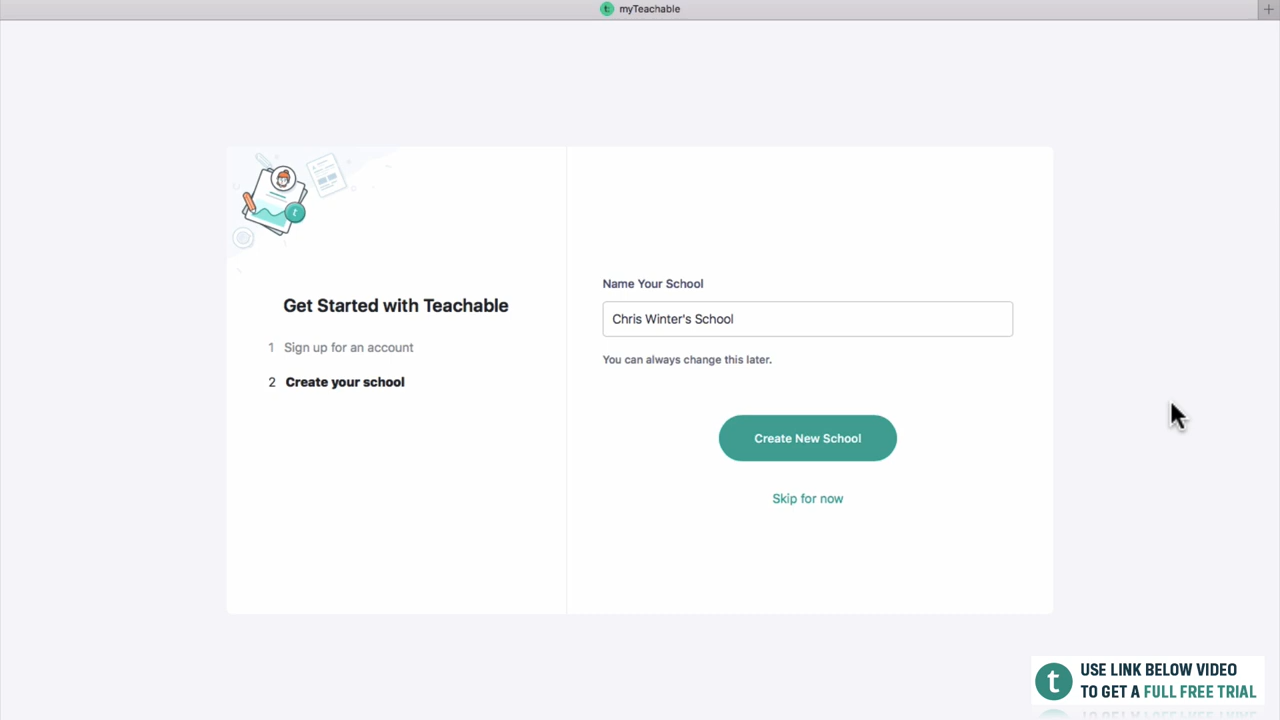 myTeachable
Get Started with Teachable
1 Sign up for an account
2 Create your school
Name Your School
Chris Winter's School
You can always change this later.
Create New School
Skip for now
USE LINK BELOW VIDEO
TO GET A FULL FREE TRIAL